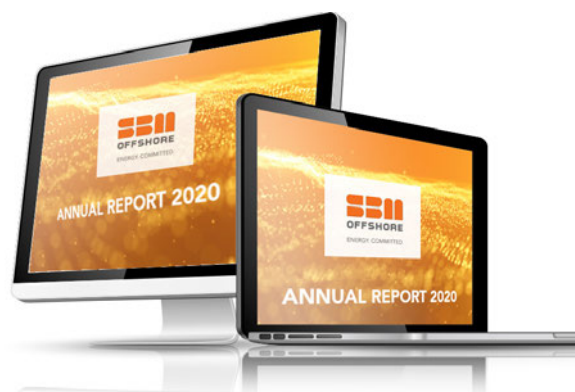 SBM
OFFSHORE
ENERGY. COMMITTED.
ANNUAL REPORT 2020
SBM
OFFSHORE
ENERGY. COMMITTED.
ANNUAL REPORT 2020